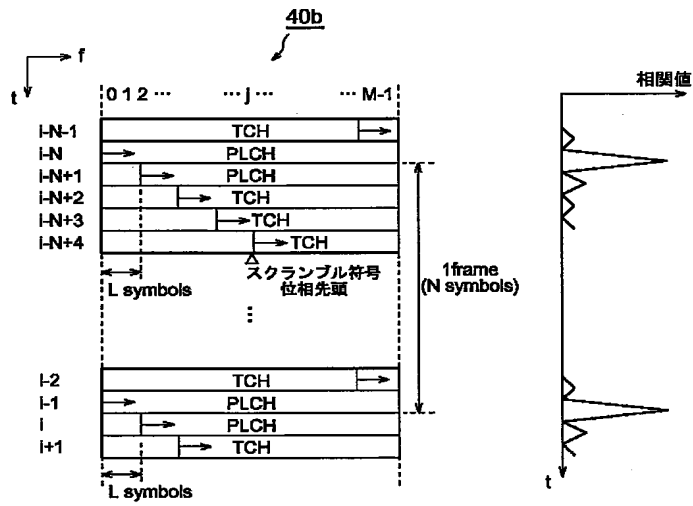 40b
f
t
0 1 2 ··· ··· j ··· ··· M-1
相関値
i-N-1 TCH
i-N PLCH
i-N+1 PLCH
i-N+2 TCH
i-N+3 TCH
i-N+4 TCH
スクランブル符号
位相先頭
L symbols
1frame
(N symbols)
i-2 TCH
i-1 PLCH
i PLCH
i+1 TCH
L symbols
t